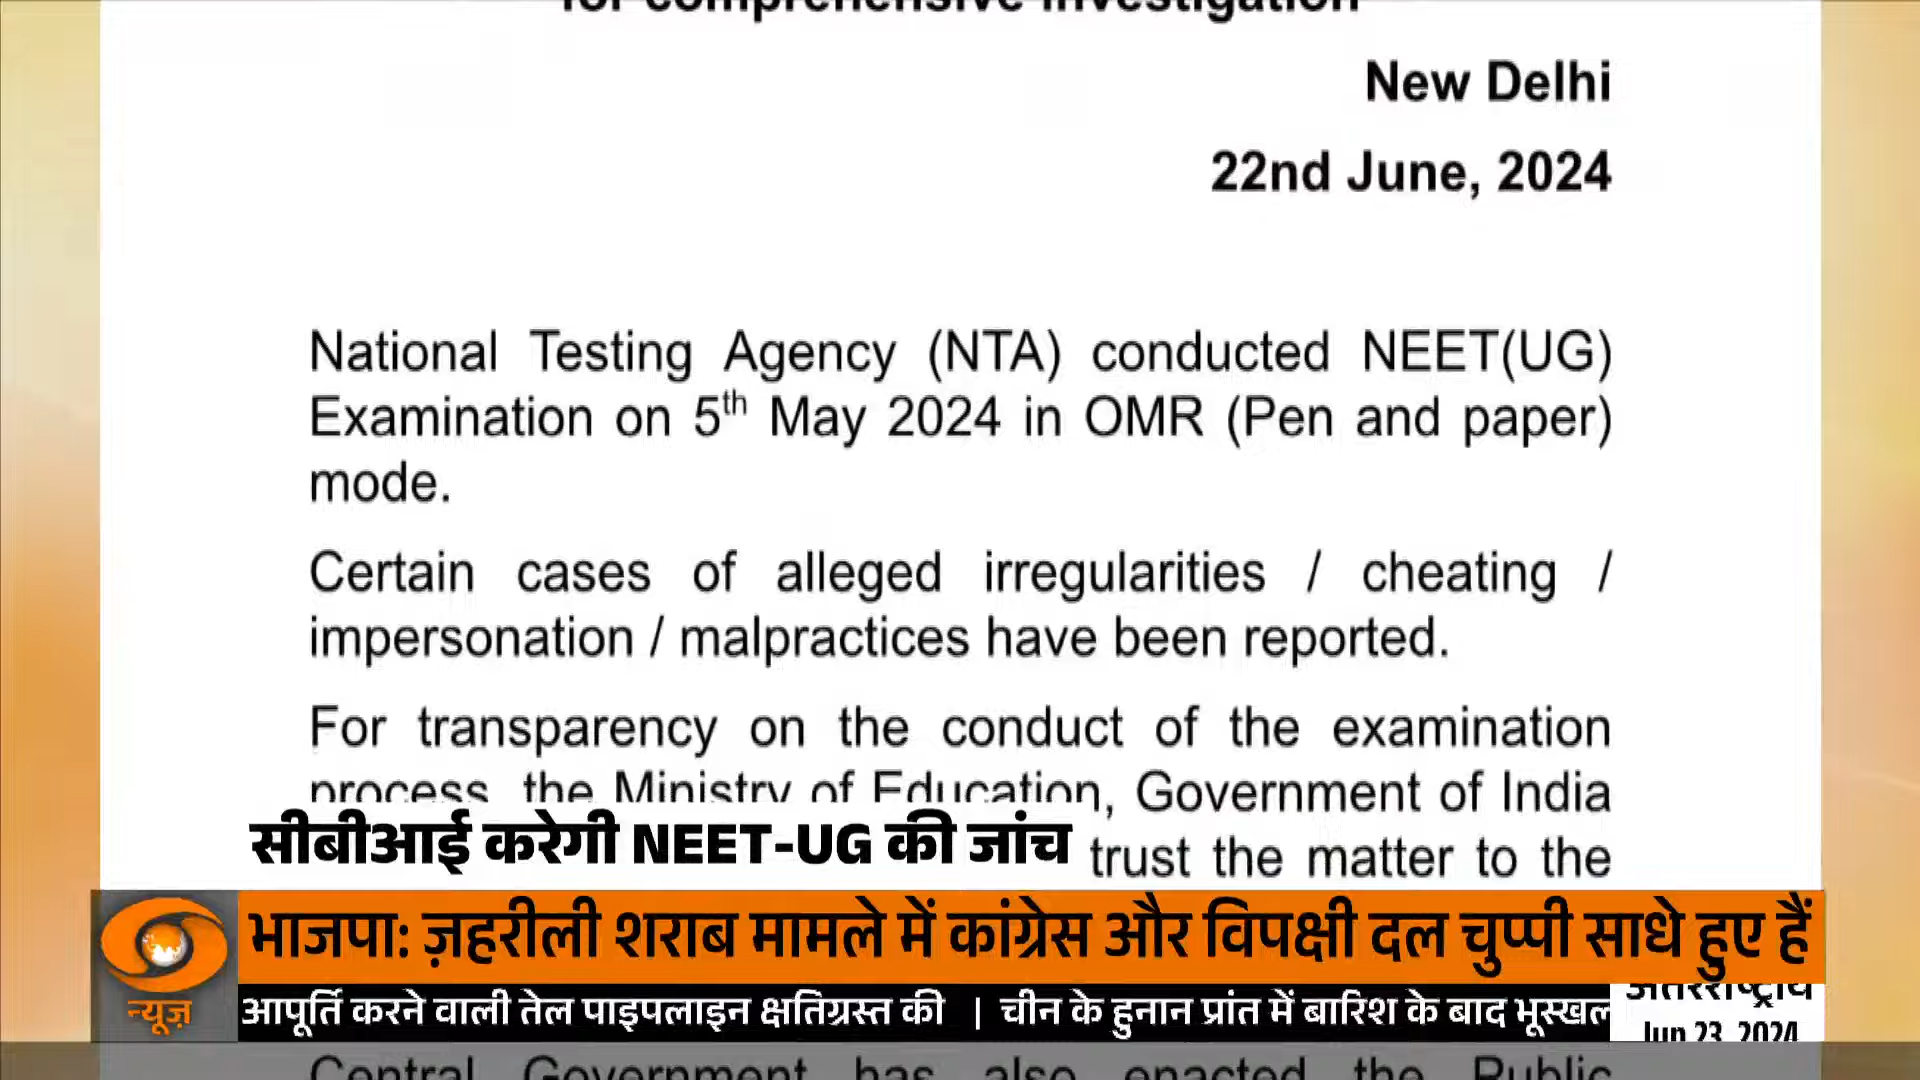 for comprehensive investigation
New Delhi
22nd June, 2024
National Testing Agency (NTA) conducted NEET(UG)
Examination on 5th May 2024 in OMR (Pen and paper)
mode.
Certain cases of alleged irregularities / cheating /
impersonation / malpractices have been reported.
For transparency on the conduct of the examination
process, the Ministry of Education, Government of India
trust the matter to the
सीबीआई करेगी NEET-UG की जांच
भाजपा: ज़हरीली शराब मामले में कांग्रेस और विपक्षी दल चुप्पी साधे हुए हैं
न्यूज़
आपूर्ति करने वाली तेल पाइपलाइन क्षतिग्रस्त की | चीन के हुनान प्रांत में बारिश के बाद भूस्खल
अंतरराष्ट्रीय
Jun 23, 2024
Central Government has also enacted the Public